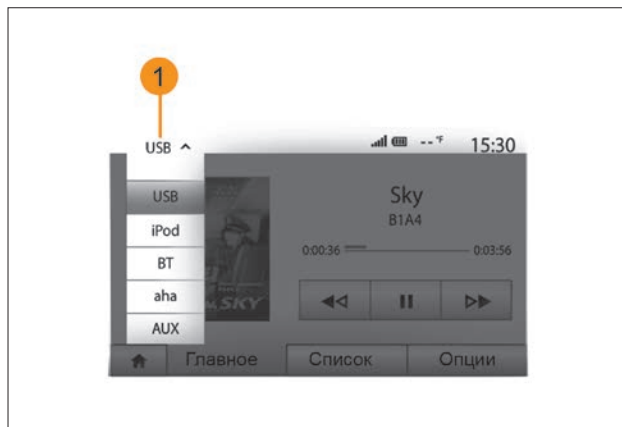 1
USB
-- °F 15:30
USB
iPod
BT
aha
AUX
SKY
Sky
B1A4
0:00:36 0:03:56
Главное Список Опции